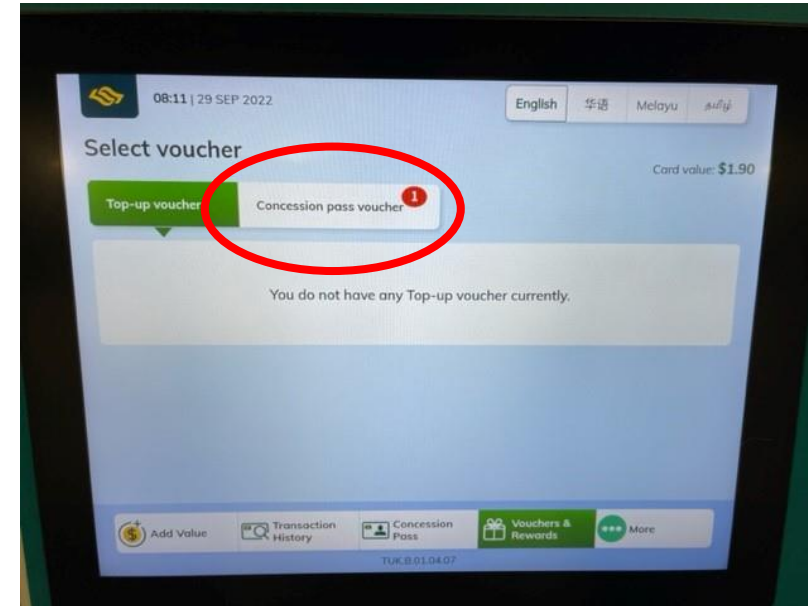 08:11 | 29 SEP 2022
English 华语 Melayu தமிழ்
Select voucher
Card value: $1.90
Top-up voucher
Concession pass voucher
1
You do not have any Top-up voucher currently.
Add Value
Transaction
History
Concession
Pass
Vouchers &
Rewards
More
TUK.B.01.04.07